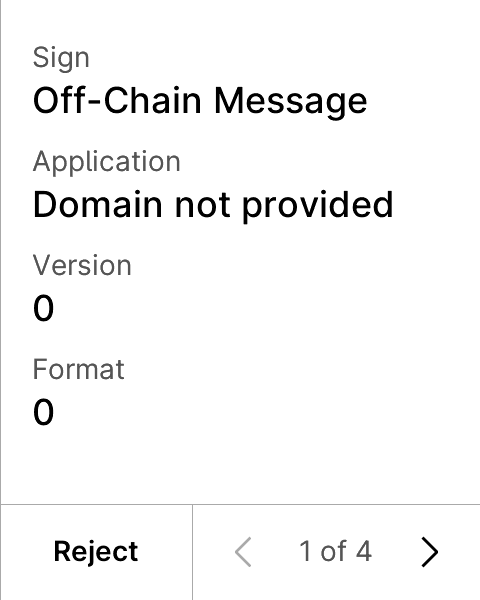 Sign
Off-Chain Message
Application
Domain not provided
Version
0
Format
0
Reject
1 of 4